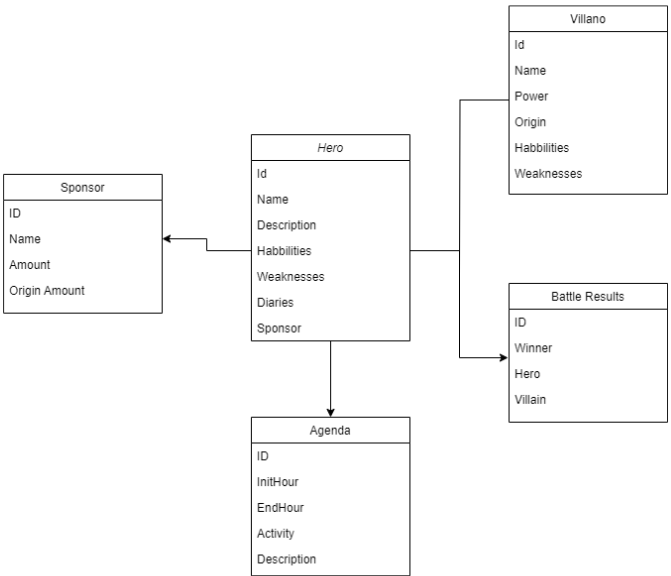 Villano
Id
Name
Power
Origin
Habbilities
Weaknesses
Hero
Id
Name
Description
Habbilities
Weaknesses
Diaries
Sponsor
Sponsor
ID
Name
Amount
Origin Amount
Battle Results
ID
Winner
Hero
Villain
Agenda
ID
InitHour
EndHour
Activity
Description